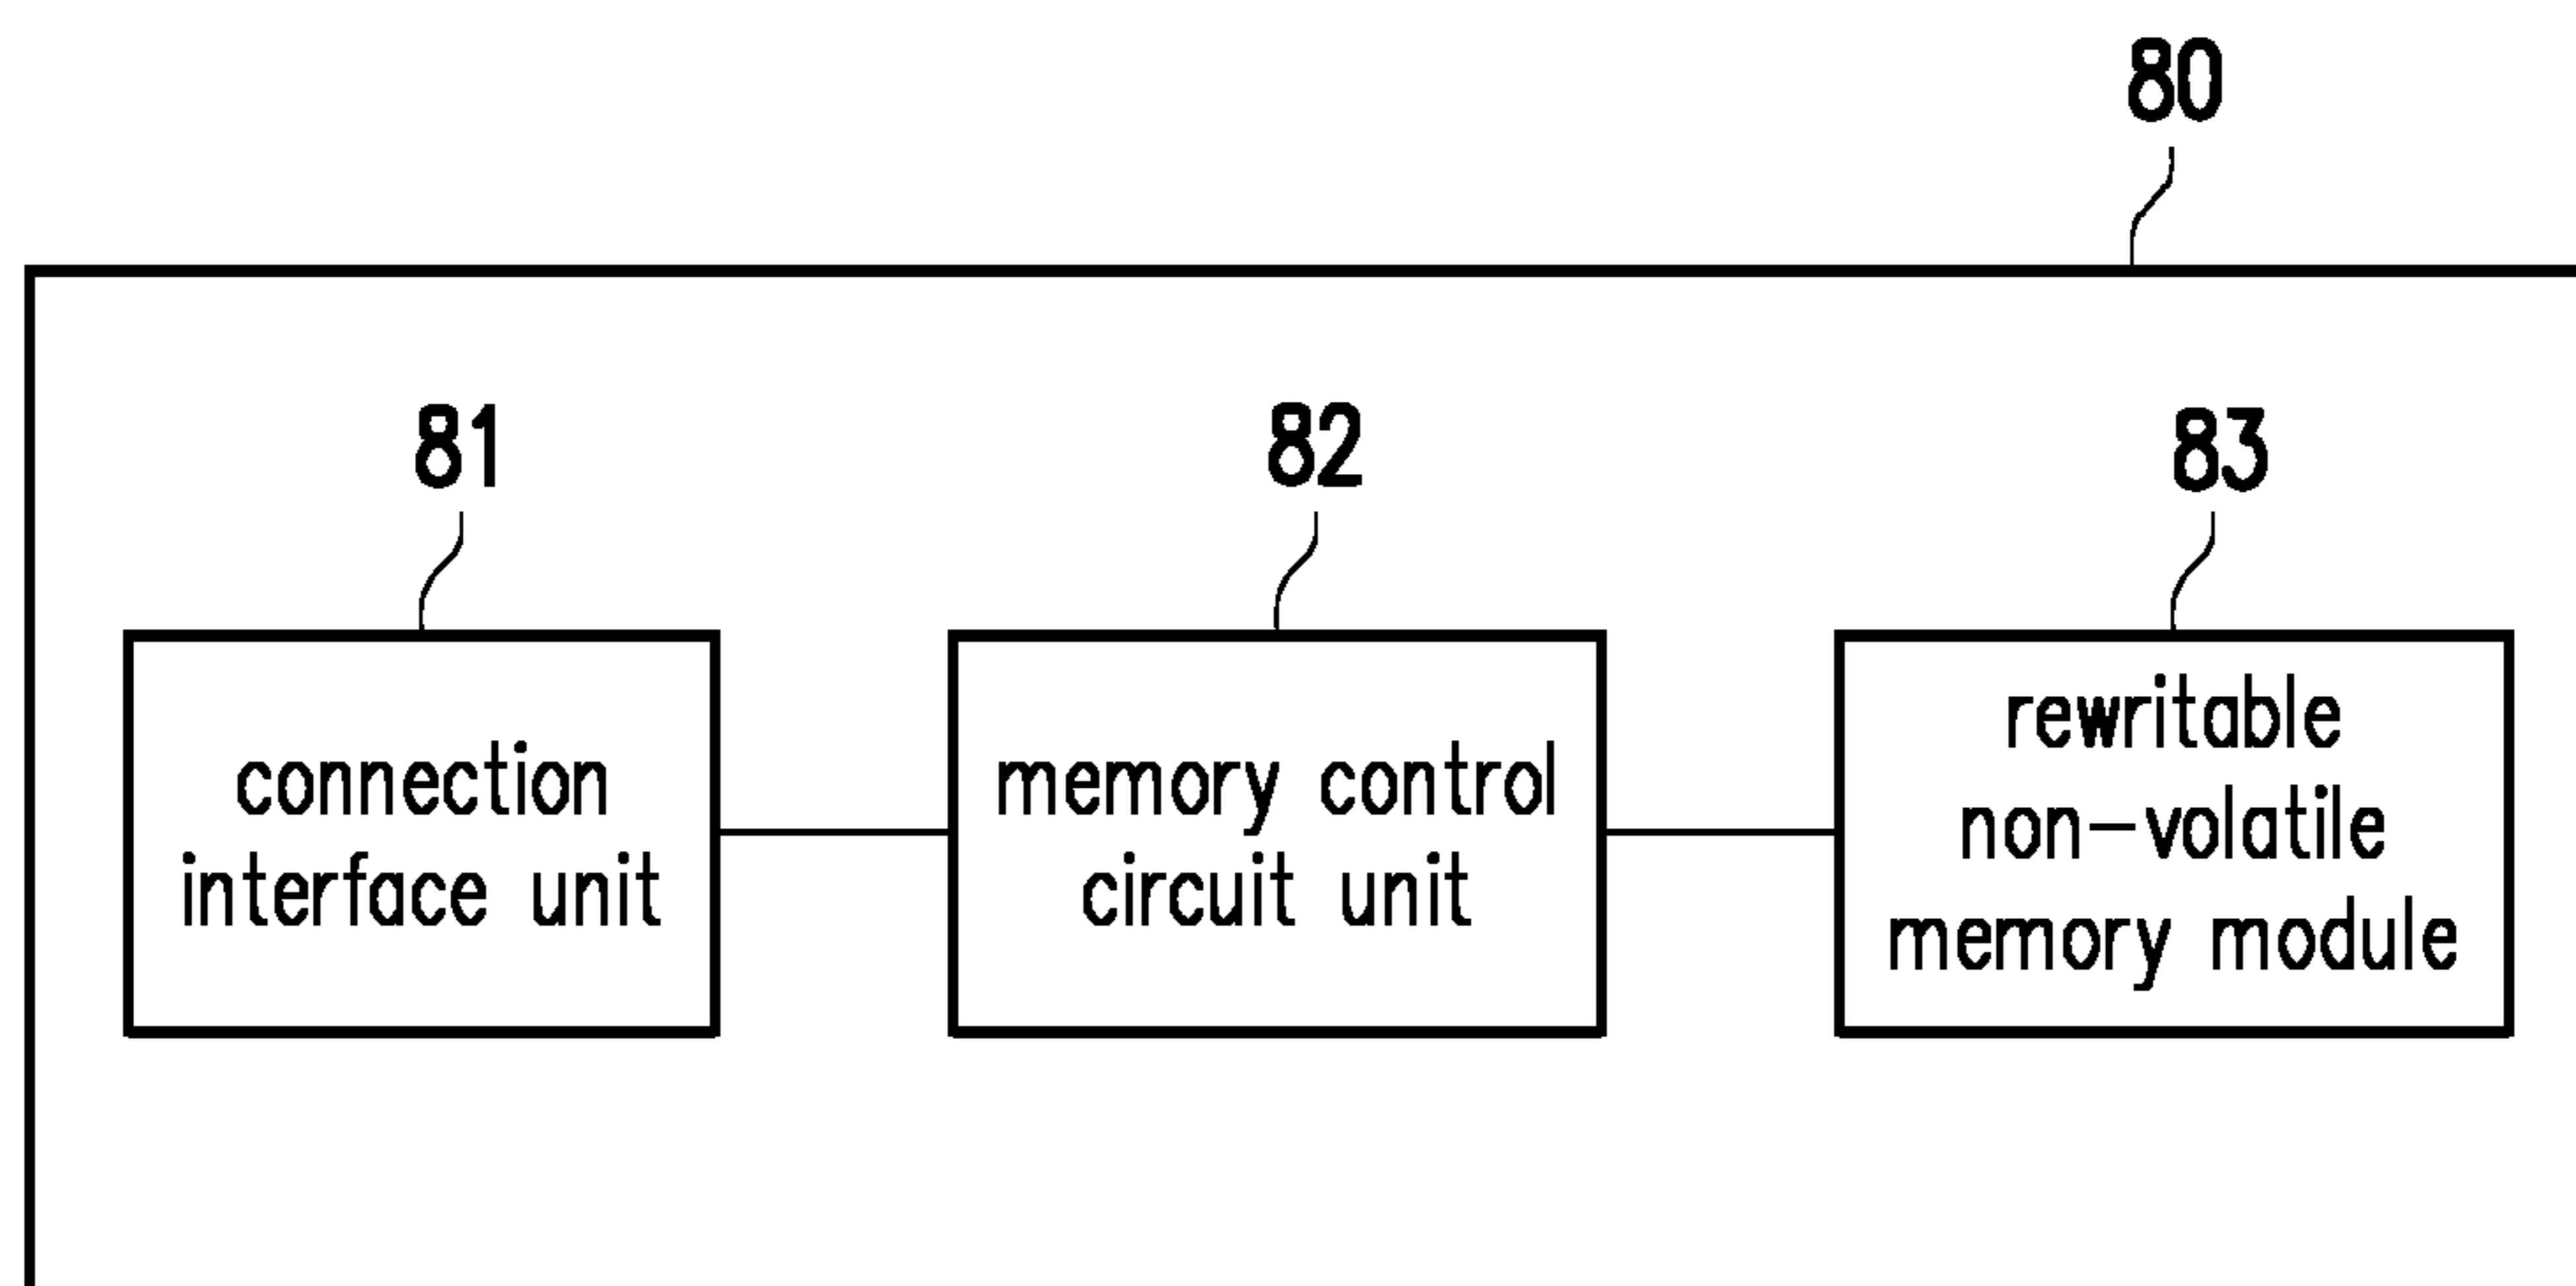 80
81
82
83
connection
interface unit
memory control
circuit unit
rewritable
non-volatile
memory module